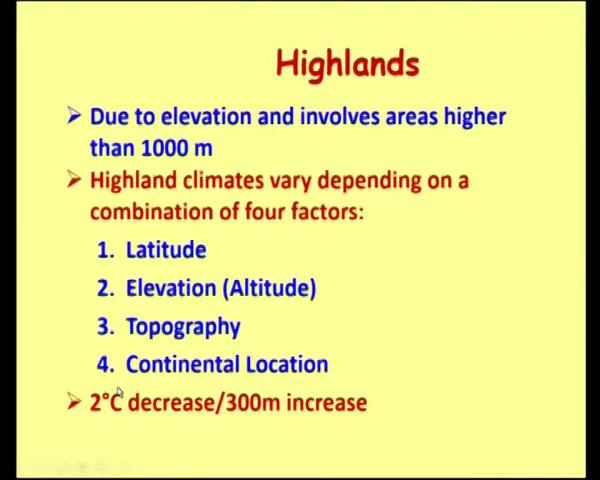 Highlands
➢ Due to elevation and involves areas higher
than 1000 m
➢ Highland climates vary depending on a
combination of four factors:
1. Latitude
2. Elevation (Altitude)
3. Topography
4. Continental Location
➢ 2°C decrease/300m increase